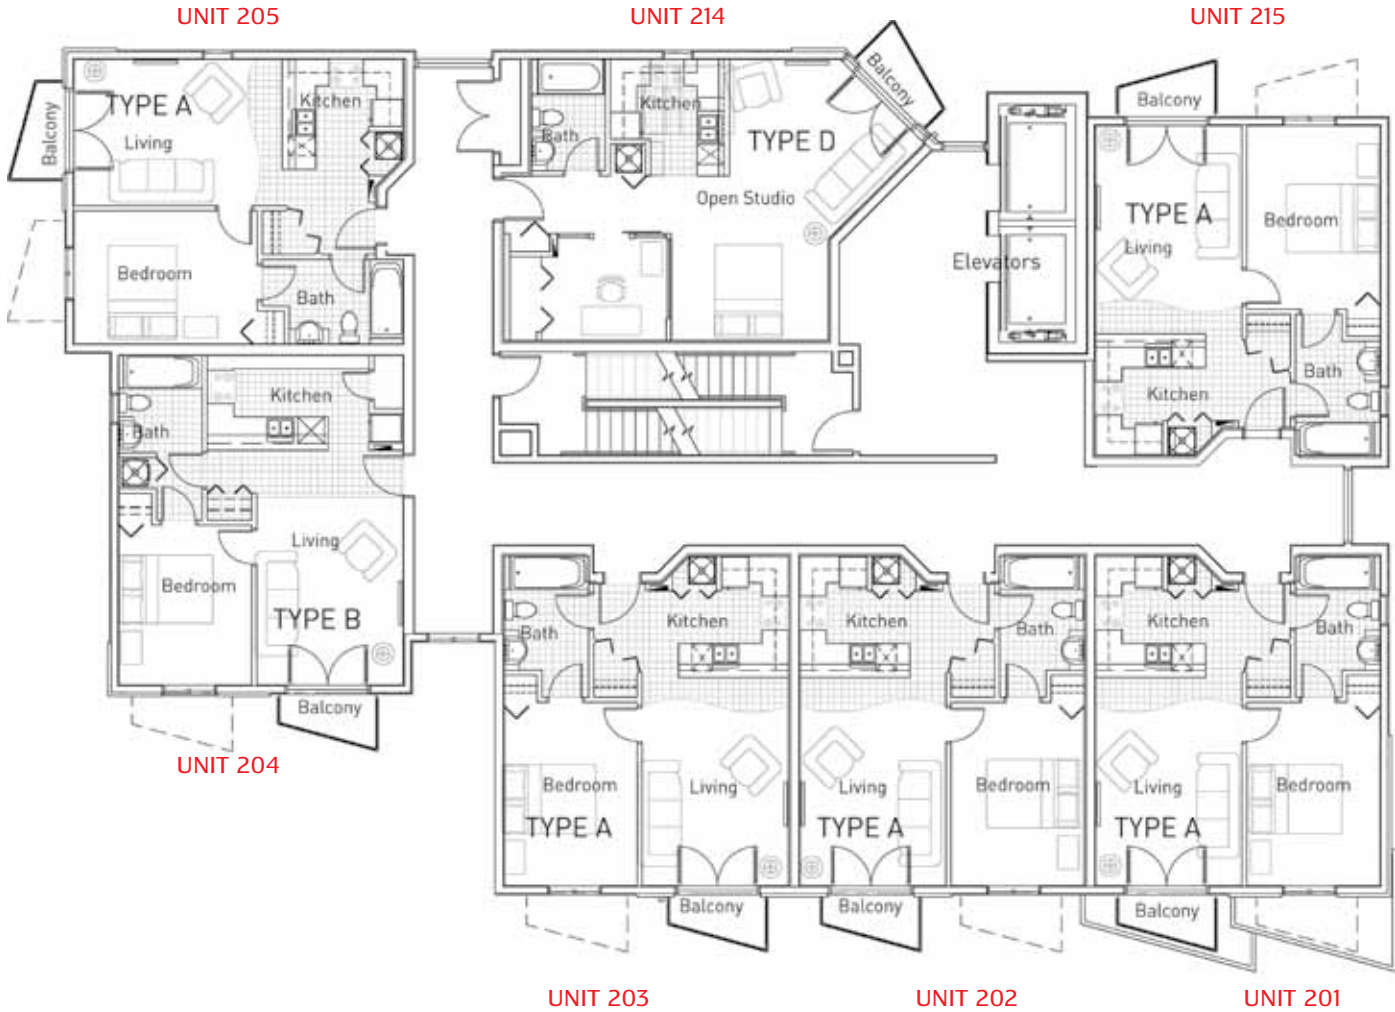 UNIT 205
UNIT 214
UNIT 215
Balcony
TYPE A
Living
Kitchen
Bedroom
Bath
Bath
Kitchen
TYPE D
Open Studio
Balcony
Elevators
Balcony
TYPE A
Living
Bedroom
Kitchen
Bath
Kitchen
Bath
Living
Bedroom
TYPE B
Balcony
UNIT 204
Bath
Kitchen
Bedroom
Living
TYPE A
Balcony
Kitchen
Bath
Living
Bedroom
TYPE A
Balcony
Kitchen
Bath
Living
Bedroom
TYPE A
Balcony
UNIT 203
UNIT 202
UNIT 201